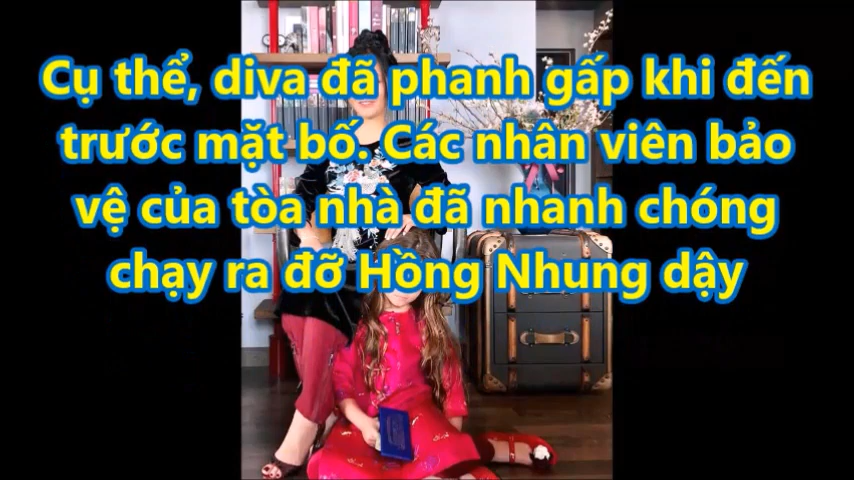 Cụ thể, diva đã phanh gấp khi đến
trước mặt bố. Các nhân viên bảo
vệ của tòa nhà đã nhanh chóng
chạy ra đỡ Hồng Nhung dậy